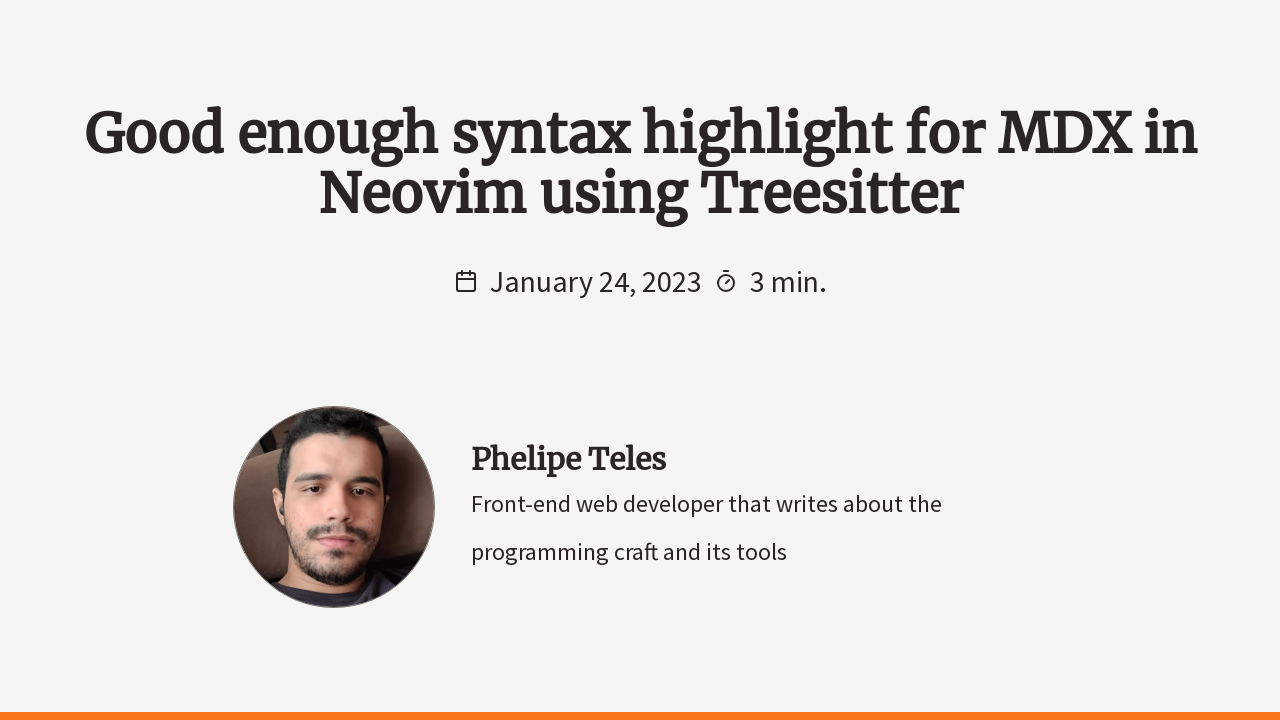 Good enough syntax highlight for MDX in
Neovim using Treesitter
January 24, 2023 3 min.
Phelipe Teles
Front-end web developer that writes about the
programming craft and its tools